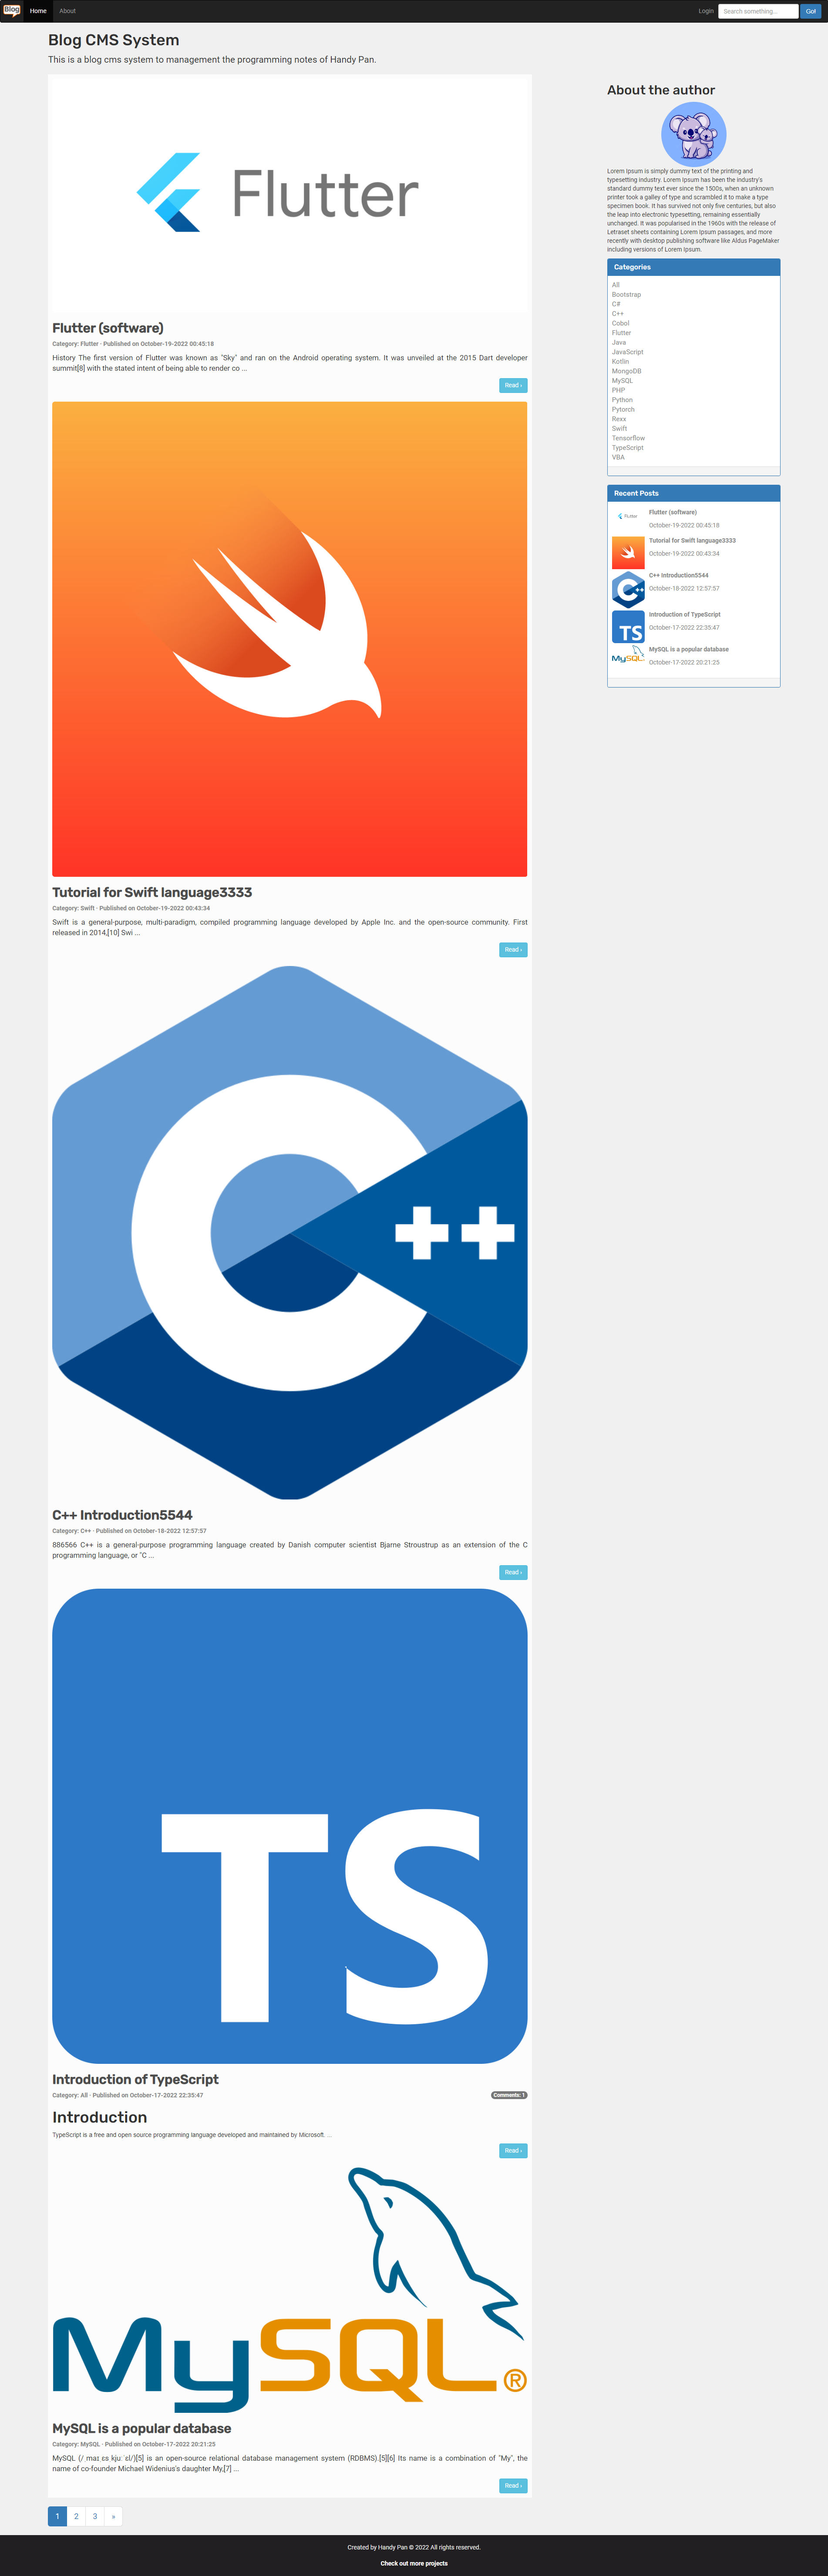 Blog
Home
About
Login
Search something...
Go!
Blog CMS System
This is a blog cms system to management the programming notes of Handy Pan.
Flutter
Flutter (software)
Category: Flutter - Published on October-19-2022 00:45:18
History The first version of Flutter was known as "Sky" and ran on the Android operating system. It was unveiled at the 2015 Dart developer
summit[8] with the stated intent of being able to render co ...
Read ›
Tutorial for Swift language3333
Category: Swift - Published on October-19-2022 00:43:34
Swift is a general-purpose, multi-paradigm, compiled programming language developed by Apple Inc. and the open-source community. First
released in 2014,[10] Swi ...
Read ›
C++
C++ Introduction5544
Category: C++ - Published on October-18-2022 12:57:57
886566 C++ is a general-purpose programming language created by Danish computer scientist Bjarne Stroustrup as an extension of the C
programming language, or "C ...
Read ›
TS
Introduction of TypeScript
Category: All - Published on October-17-2022 22:35:47
Comments: 1
Introduction
TypeScript is a free and open source programming language developed and maintained by Microsoft. ...
Read ›
MySQL®
MySQL is a popular database
Category: MySQL - Published on October-17-2022 20:21:25
MySQL (/ˌmaɪˌɛsˌkjuːˈɛl/)[5] is an open-source relational database management system (RDBMS).[5][6] Its name is a combination of "My", the
name of co-founder Michael Widenius's daughter My,[7] ...
Read ›
1
2
3
»
About the author
Lorem Ipsum is simply dummy text of the printing and
typesetting industry. Lorem Ipsum has been the industry's
standard dummy text ever since the 1500s, when an unknown
printer took a galley of type and scrambled it to make a type
specimen book. It has survived not only five centuries, but also
the leap into electronic typesetting, remaining essentially
unchanged. It was popularised in the 1960s with the release of
Letraset sheets containing Lorem Ipsum passages, and more
recently with desktop publishing software like Aldus PageMaker
including versions of Lorem Ipsum.
Categories
All
Bootstrap
C#
C++
Cobol
Flutter
Java
JavaScript
Kotlin
MongoDB
MySQL
PHP
Python
Pytorch
Rexx
Swift
Tensorflow
TypeScript
VBA
Recent Posts
Flutter
Flutter (software)
October-19-2022 00:45:18
Tutorial for Swift language3333
October-19-2022 00:43:34
C++
C++ Introduction5544
October-18-2022 12:57:57
TS
Introduction of TypeScript
October-17-2022 22:35:47
MySQL
MySQL is a popular database
October-17-2022 20:21:25
Created by Handy Pan © 2022 All rights reserved.
Check out more projects